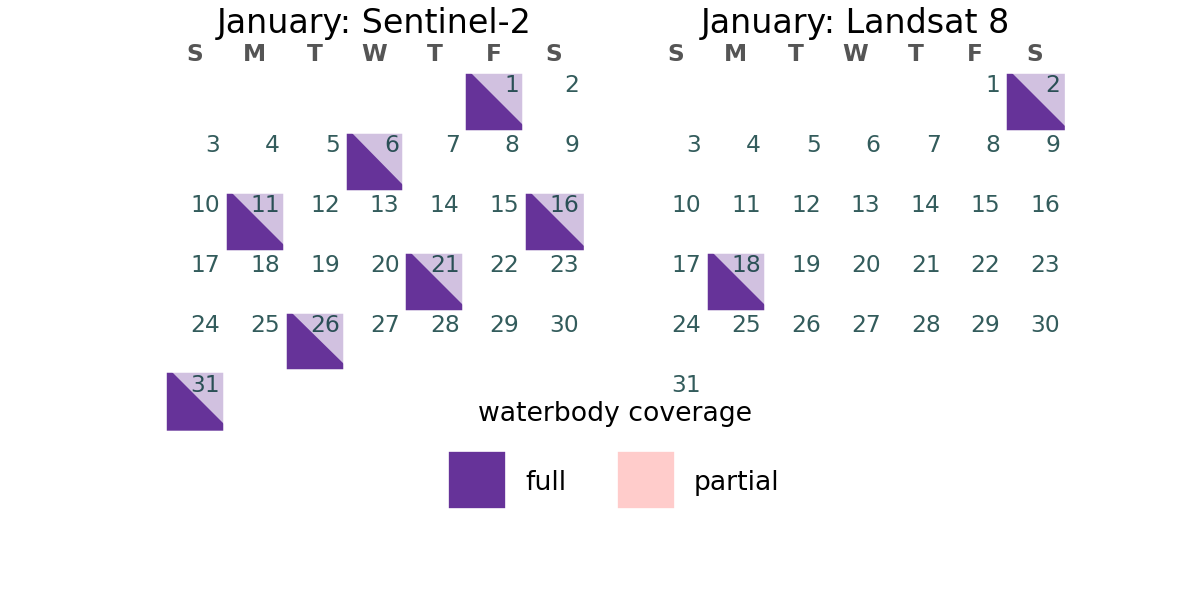 January: Sentinel-2
S M T W T F S
1 2
3 4 5 6 7 8 9
10 11 12 13 14 15 16
17 18 19 20 21 22 23
24 25 26 27 28 29 30
31
January: Landsat 8
S M T W T F S
1 2
3 4 5 6 7 8 9
10 11 12 13 14 15 16
17 18 19 20 21 22 23
24 25 26 27 28 29 30
31
waterbody coverage
full partial